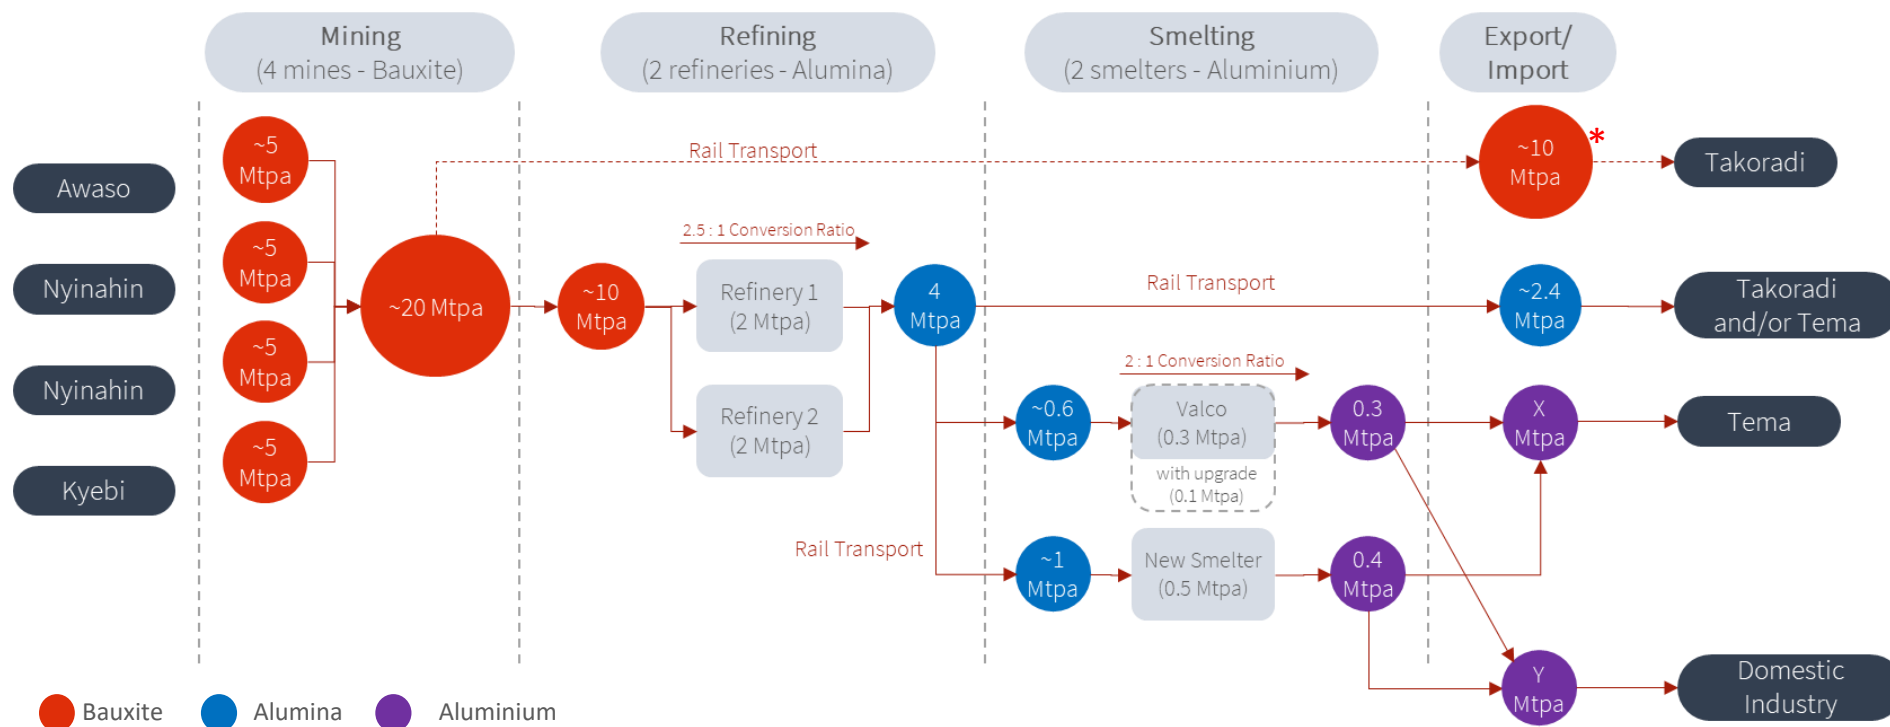 Mining
(4 mines - Bauxite)
Refining
(2 refineries - Alumina)
Smelting
(2 smelters - Aluminium)
Export/
Import
Awaso
Nyinahin
Nyinahin
Kyebi
~5
Mtpa
~5
Mtpa
~5
Mtpa
~5
Mtpa
~20 Mtpa
Rail Transport
~10
Mtpa
*
Takoradi
~10
Mtpa
2.5 : 1 Conversion Ratio
Refinery 1
(2 Mtpa)
Refinery 2
(2 Mtpa)
4
Mtpa
Rail Transport
~2.4
Mtpa
Takoradi
and/or Tema
2 : 1 Conversion Ratio
~0.6
Mtpa
Valco
(0.3 Mtpa)
with upgrade
(0.1 Mtpa)
0.3
Mtpa
X
Mtpa
Tema
Rail Transport
~1
Mtpa
New Smelter
(0.5 Mtpa)
0.4
Mtpa
Y
Mtpa
Domestic
Industry
Bauxite
Alumina
Aluminium